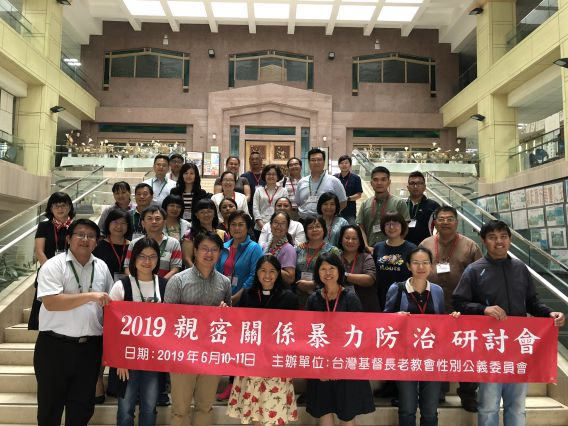 2019 親密關係暴力防治 研討會
日期:2019年6月10-11日 主辦單位:台灣基督長老教會性別公義委員會